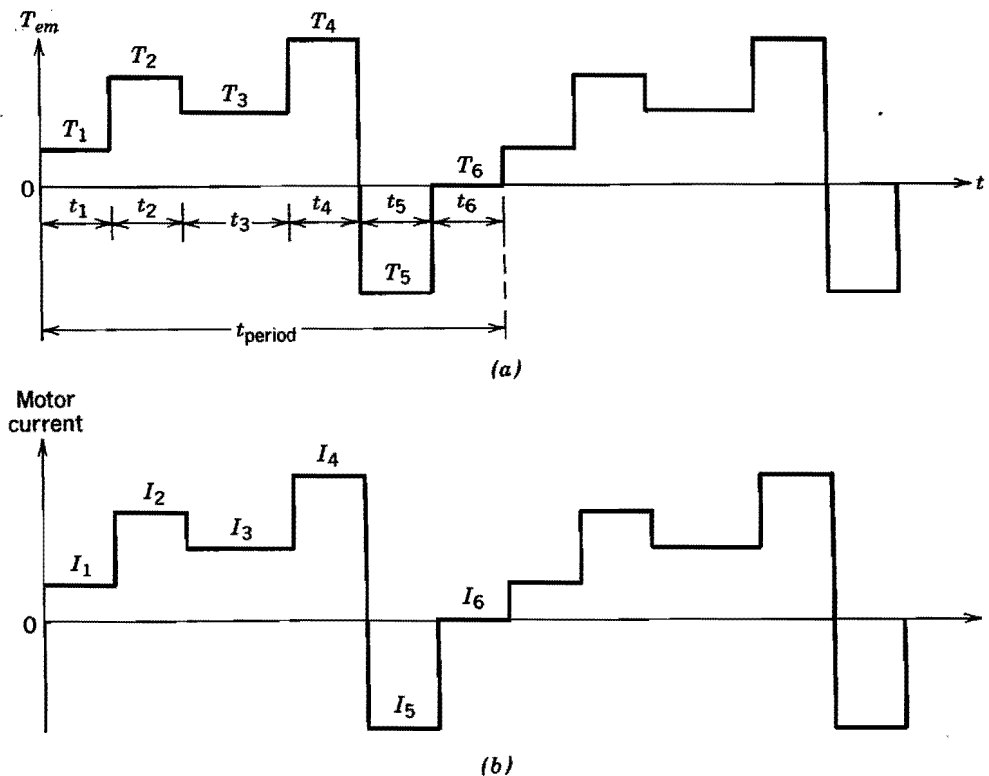 T_em
T_1
T_2
T_3
T_4
T_5
T_6
0
t
t_1
t_2
t_3
t_4
t_5
t_6
t_period
(a)
Motor
current
I_1
I_2
I_3
I_4
I_5
I_6
0
(b)